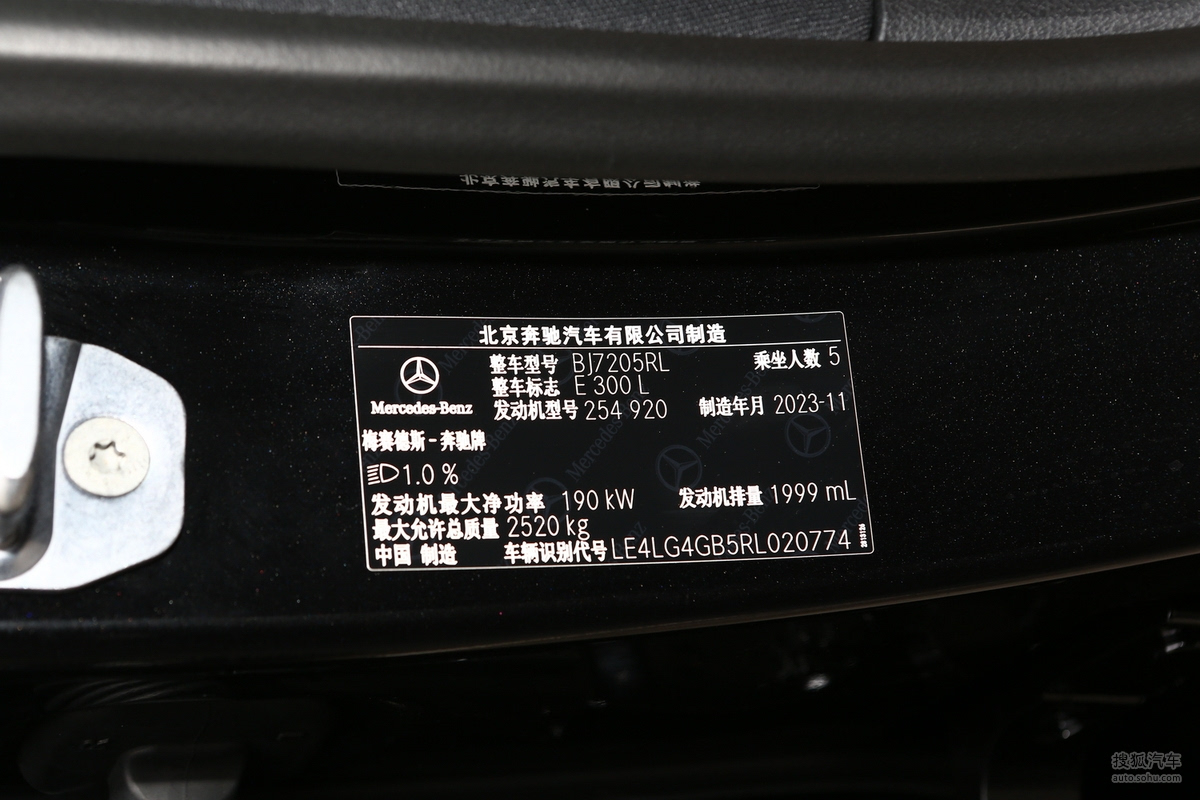 北京奔驰汽车有限公司制造
整车型号 BJ7205RL 乘坐人数 5
整车标志 E 300 L
发动机型号 254 920 制造年月 2023-11
Mercedes-Benz
梅赛德斯-奔驰牌
1.0 %
发动机最大净功率 190 kW 发动机排量 1999 mL
最大允许总质量 2520 kg
中国 制造 车辆识别代号 LE4LG4GB5RL020774
搜狐汽车
auto.sohu.com